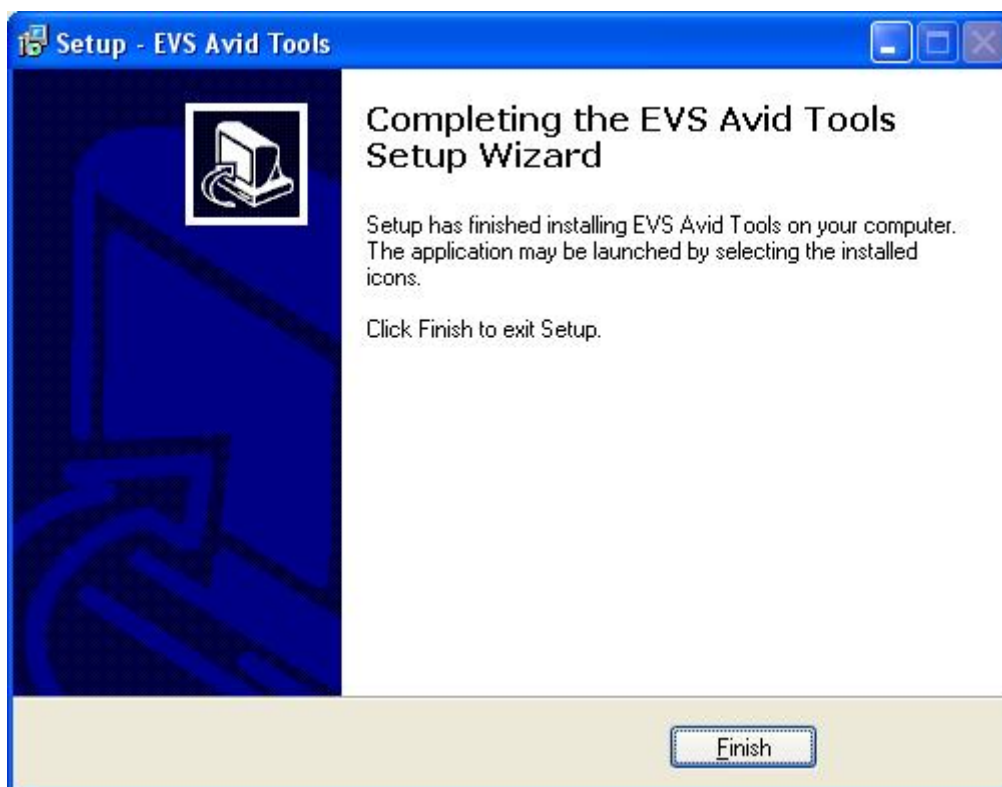 Setup - EVS Avid Tools
Completing the EVS Avid Tools
Setup Wizard
Setup has finished installing EVS Avid Tools on your computer.
The application may be launched by selecting the installed
icons.
Click Finish to exit Setup.
Finish